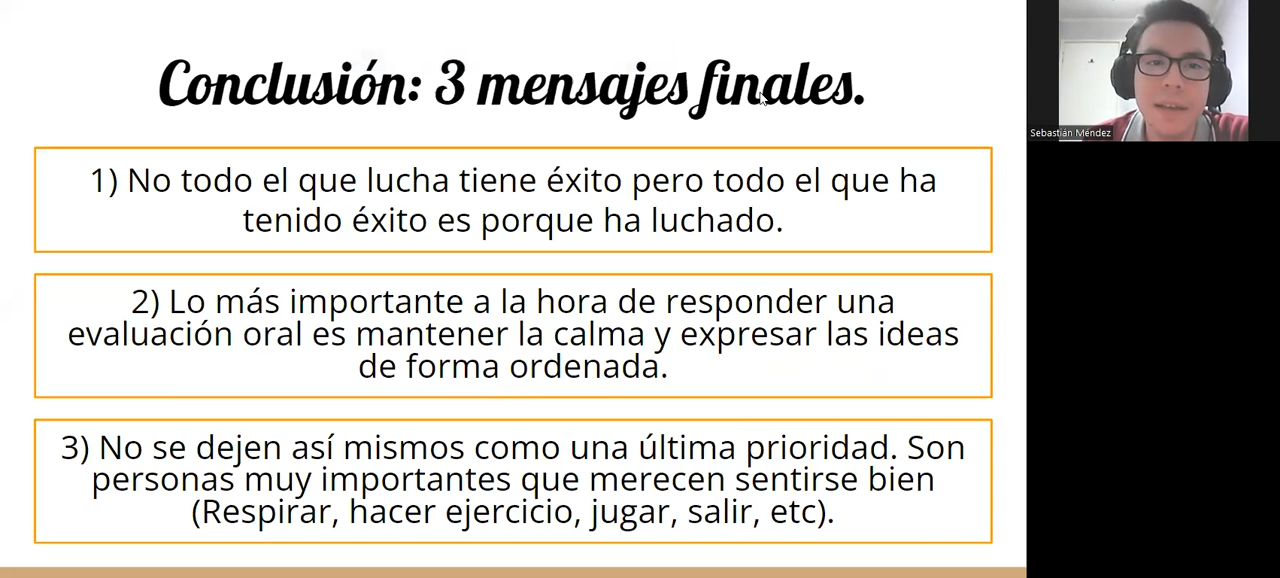 Conclusión: 3 mensajes finales.
1) No todo el que lucha tiene éxito pero todo el que ha
tenido éxito es porque ha luchado.
2) Lo más importante a la hora de responder una
evaluación oral es mantener la calma y expresar las ideas
de forma ordenada.
3) No se dejen así mismos como una última prioridad. Son
personas muy importantes que merecen sentirse bien
(Respirar, hacer ejercicio, jugar, salir, etc).
Sebastián Méndez